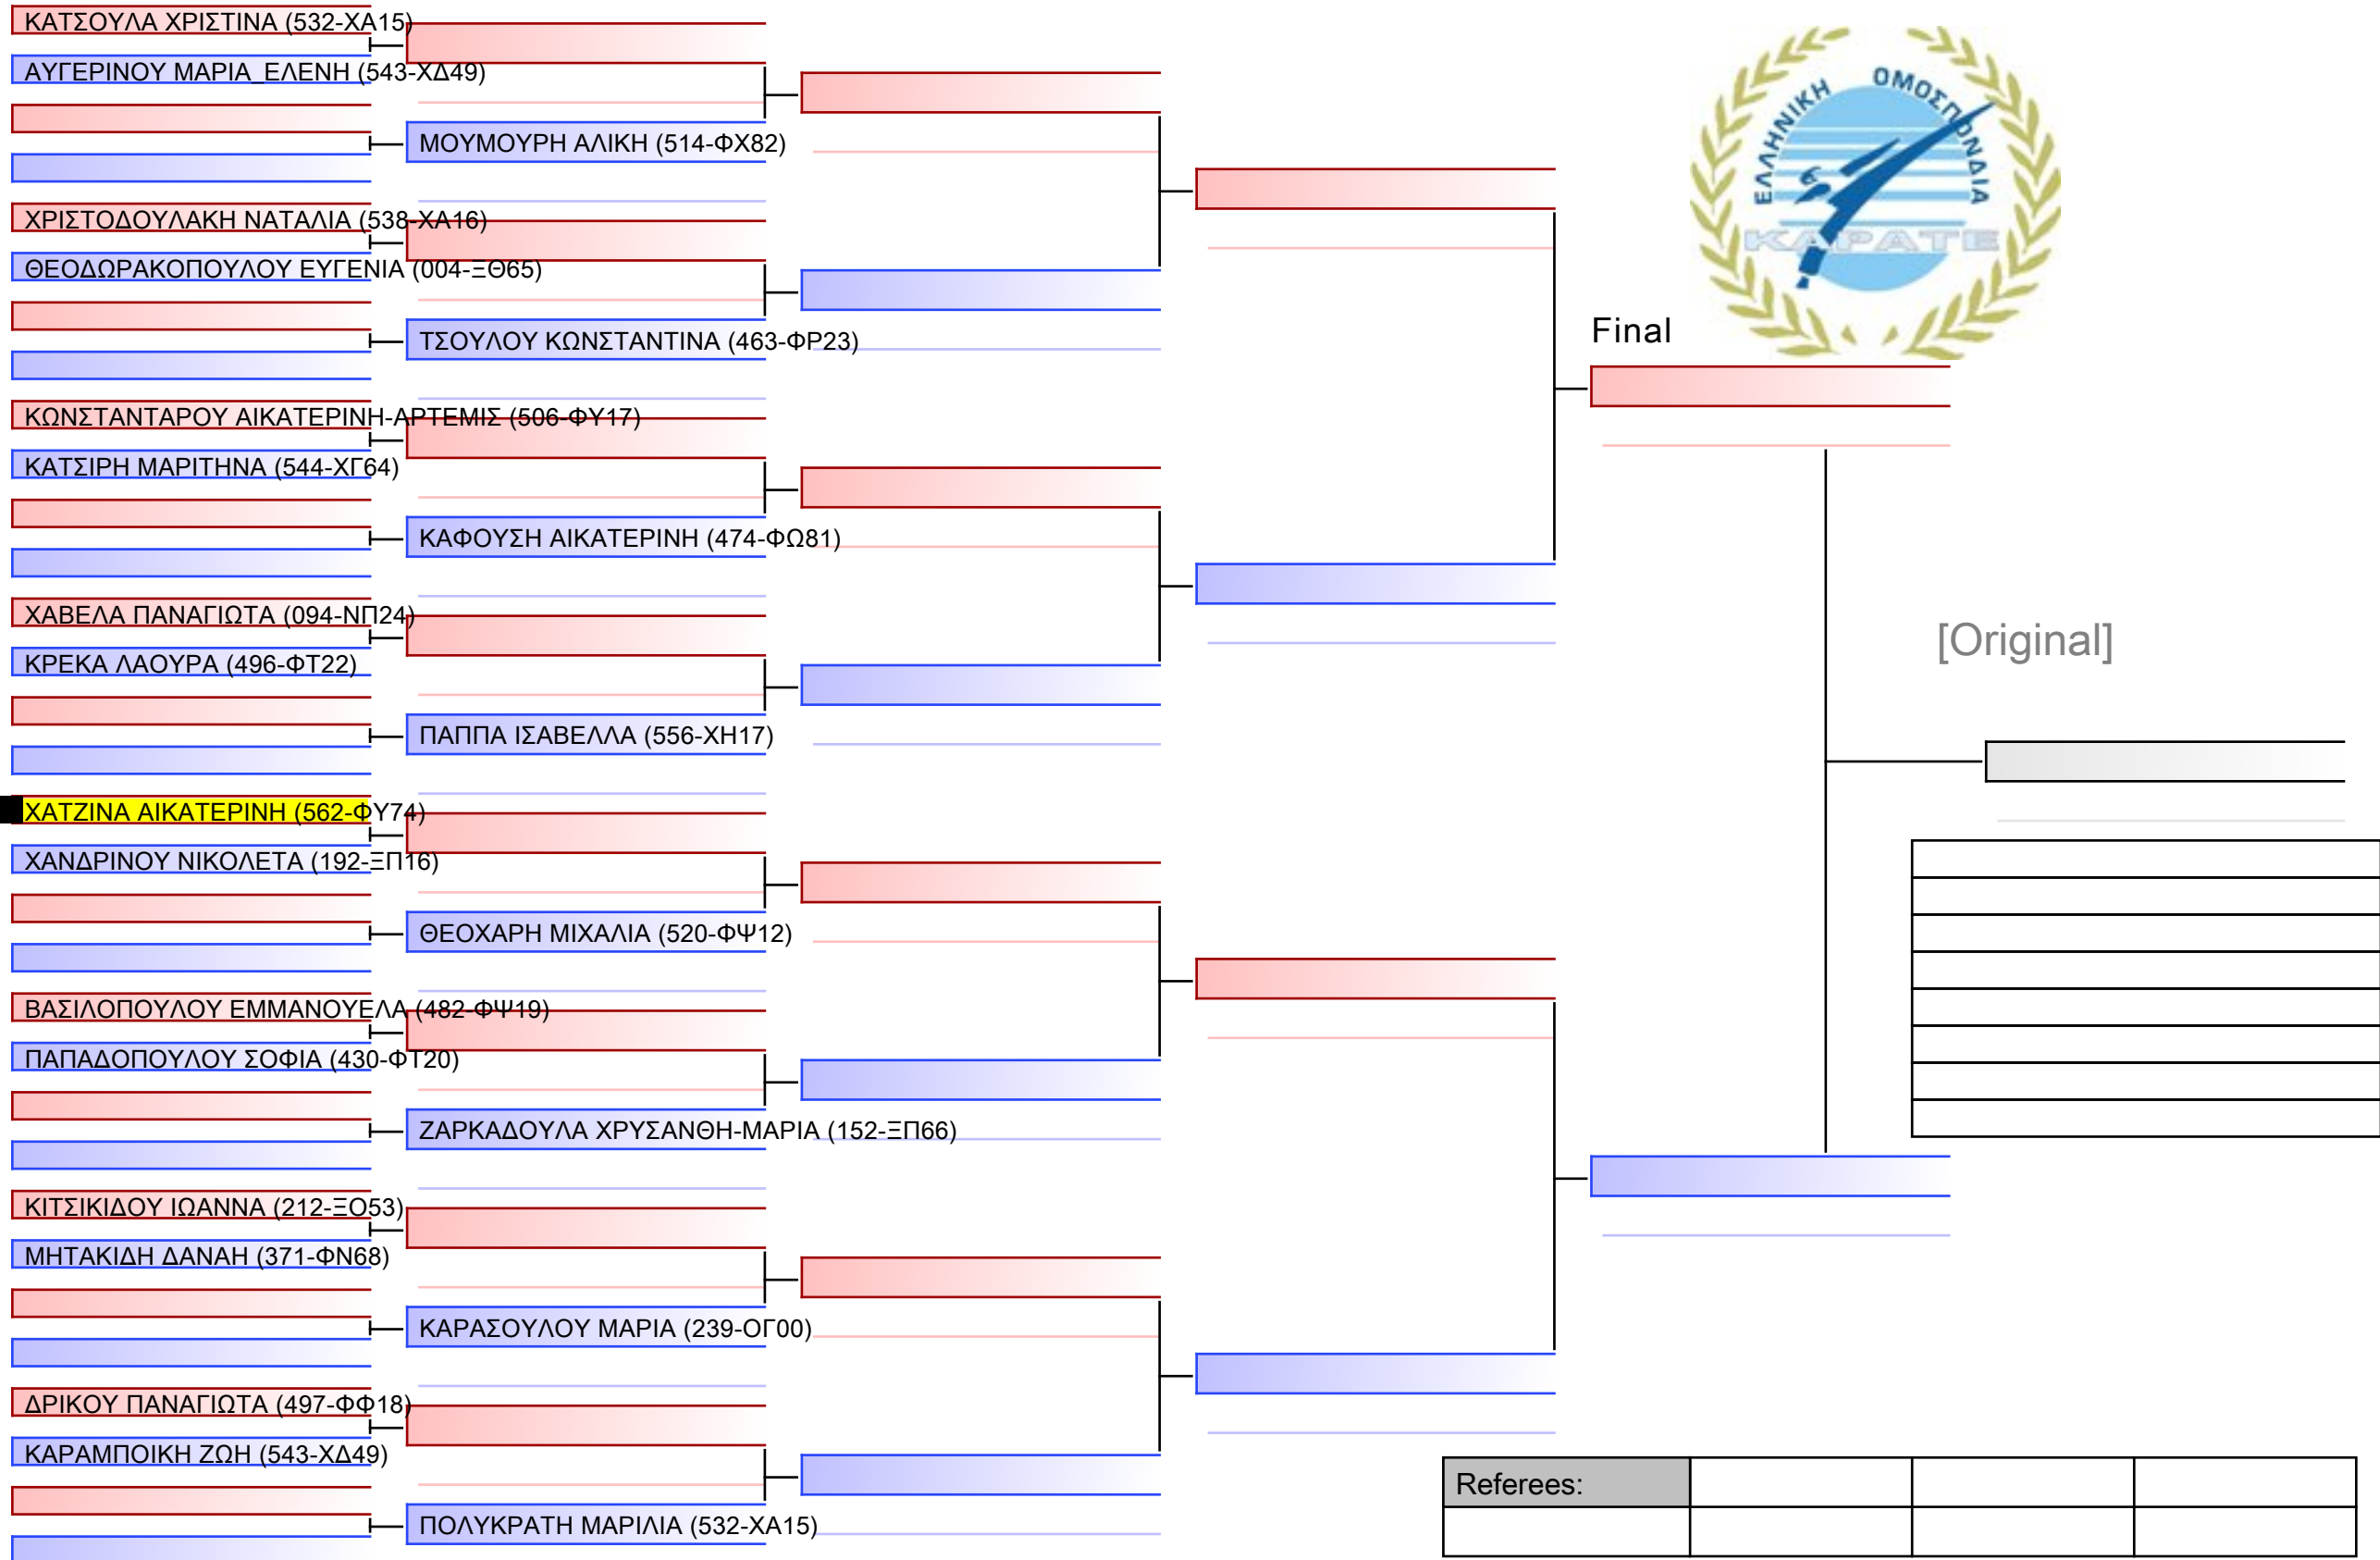 ΚΑΤΣΟΥΛΑ ΧΡΙΣΤΙΝΑ (532-ΧΑ15)
ΑΥΓΕΡΙΝΟΥ ΜΑΡΙΑ_ΕΛΕΝΗ (543-ΧΔ49)
ΜΟΥΜΟΥΡΗ ΑΛΙΚΗ (514-ΦΧ82)
ΧΡΙΣΤΟΔΟΥΛΑΚΗ ΝΑΤΑΛΙΑ (538-ΧΑ16)
ΘΕΟΔΩΡΑΚΟΠΟΥΛΟΥ ΕΥΓΕΝΙΑ (004-ΞΘ65)
ΤΣΟΥΛΟΥ ΚΩΝΣΤΑΝΤΙΝΑ (463-ΦΡ23)
ΚΩΝΣΤΑΝΤΑΡΟΥ ΑΙΚΑΤΕΡΙΝΗ-ΑΡΤΕΜΙΣ (506-ΦΥ17)
ΚΑΤΣΙΡΗ ΜΑΡΙΤΗΝΑ (544-ΧΓ64)
ΚΑΦΟΥΣΗ ΑΙΚΑΤΕΡΙΝΗ (474-ΦΩ81)
ΧΑΒΕΛΑ ΠΑΝΑΓΙΩΤΑ (094-ΝΠ24)
ΚΡΕΚΑ ΛΑΟΥΡΑ (496-ΦΤ22)
ΠΑΠΠΑ ΙΣΑΒΕΛΛΑ (556-ΧΗ17)
ΧΑΤΖΙΝΑ ΑΙΚΑΤΕΡΙΝΗ (562-ΦΥ74)
ΧΑΝΔΡΙΝΟΥ ΝΙΚΟΛΕΤΑ (192-ΞΠ16)
ΘΕΟΧΑΡΗ ΜΙΧΑΛΙΑ (520-ΦΨ12)
ΒΑΣΙΛΟΠΟΥΛΟΥ ΕΜΜΑΝΟΥΕΛΑ (482-ΦΨ19)
ΠΑΠΑΔΟΠΟΥΛΟΥ ΣΟΦΙΑ (430-ΦΤ20)
ΖΑΡΚΑΔΟΥΛΑ ΧΡΥΣΑΝΘΗ-ΜΑΡΙΑ (152-ΞΠ66)
ΚΙΤΣΙΚΙΔΟΥ ΙΩΑΝΝΑ (212-ΞΟ53)
ΜΗΤΑΚΙΔΗ ΔΑΝΑΗ (371-ΦΝ68)
ΚΑΡΑΣΟΥΛΟΥ ΜΑΡΙΑ (239-ΟΓ00)
ΔΡΙΚΟΥ ΠΑΝΑΓΙΩΤΑ (497-ΦΦ18)
ΚΑΡΑΜΠΟΙΚΗ ΖΩΗ (543-ΧΔ49)
ΠΟΛΥΚΡΑΤΗ ΜΑΡΙΛΙΑ (532-ΧΑ15)
ΕΛΛΗΝΙΚΗ ΟΜΟΣΠΟΝΔΙΑ
ΚΑΡΑΤΕ
Final
[Original]
Referees: